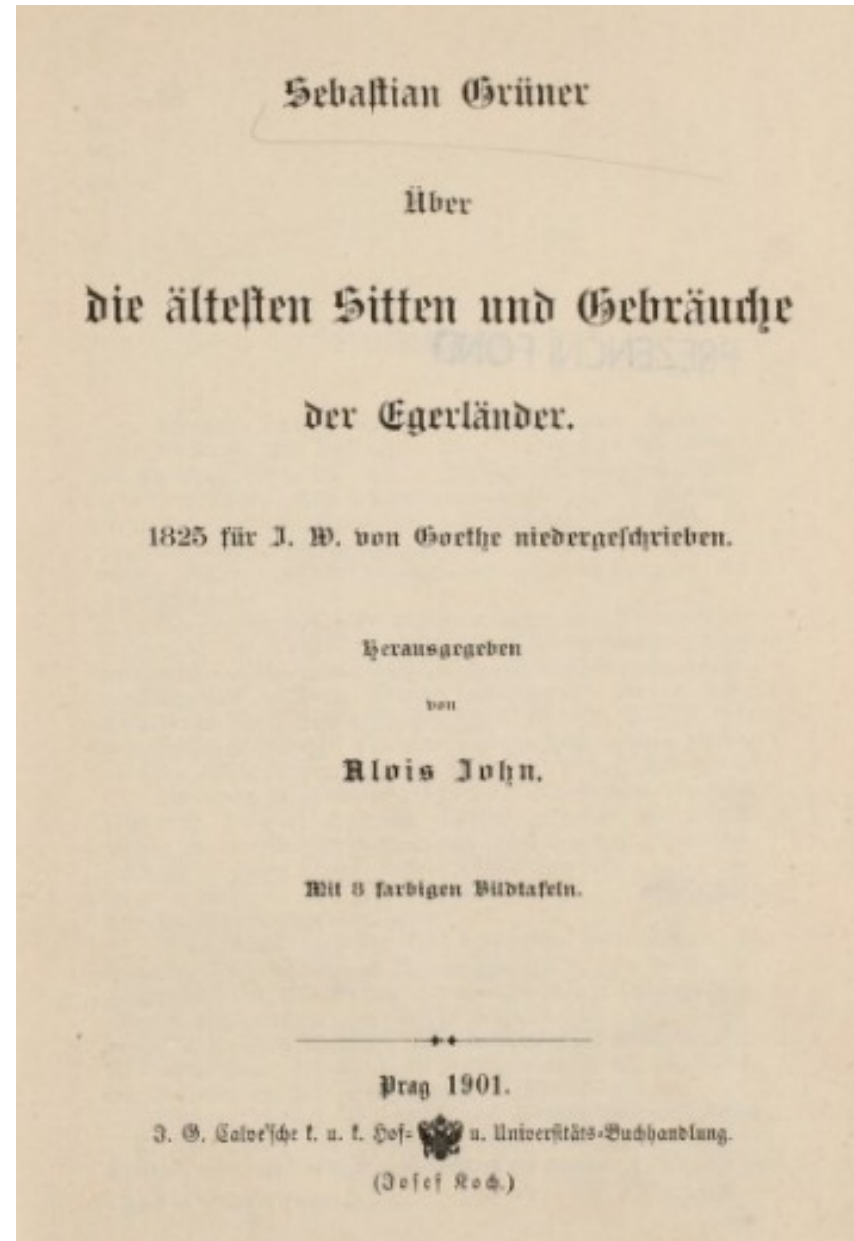 Sebastian Grüner
Über
die ältesten Sitten und Gebräuche
der Egerländer.
1825 für J. W. von Goethe niedergeschrieben.
Herausgegeben
von
Alois John.
Mit 8 farbigen Bildtafeln.
Prag 1901.
J. G. Calve'sche k. u. k. Hof- u. Universitäts-Buchhandlung.
(Josef Koch.)